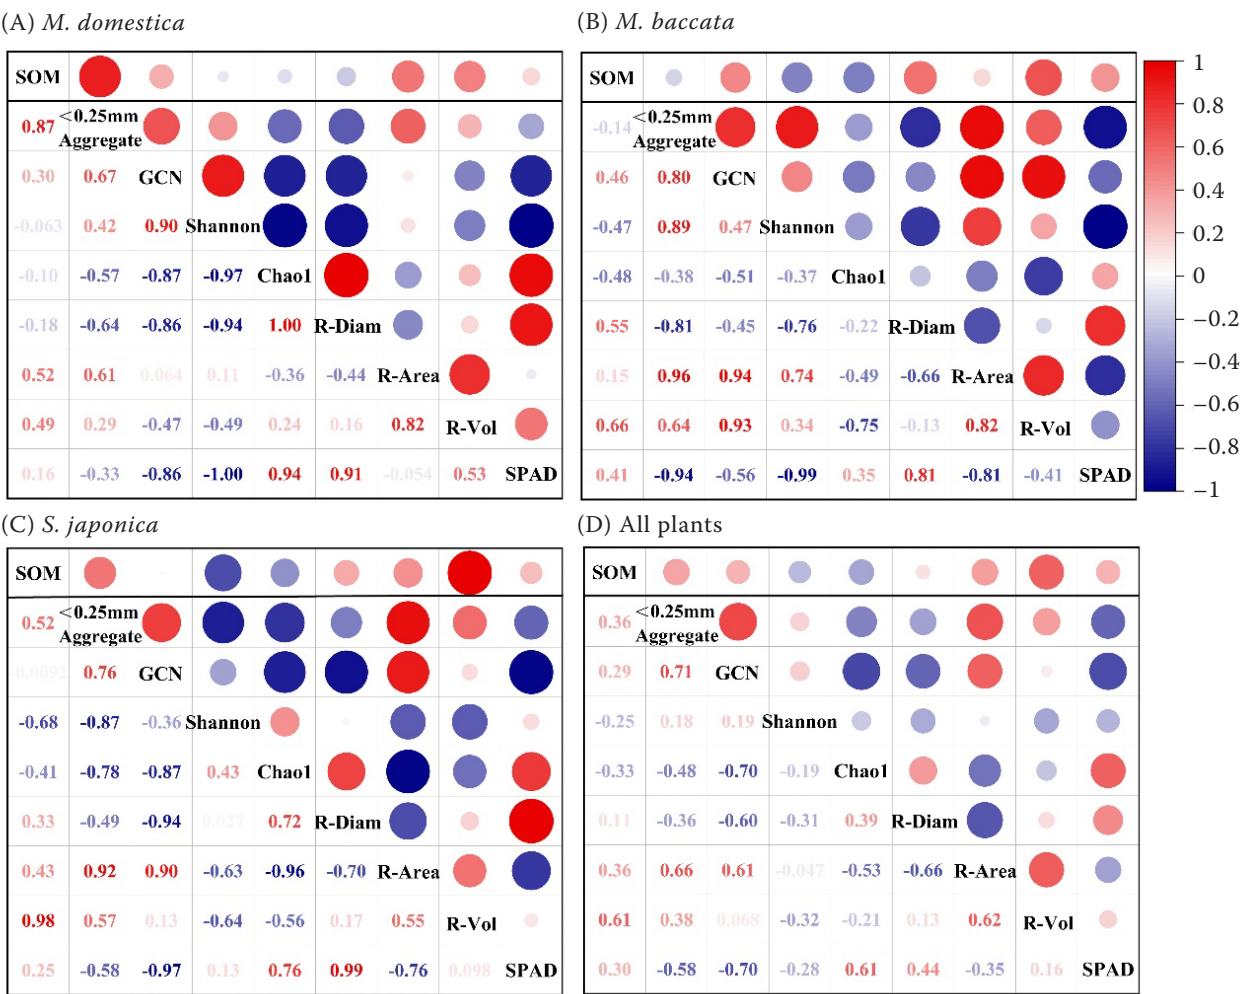 (A) M. domestica
SOM
0.87 <0.25mm
Aggregate
0.30 0.67 GCN
-0.063 0.42 0.90 Shannon
-0.10 -0.57 -0.87 -0.97 Chao1
-0.18 -0.64 -0.86 -0.94 1.00 R-Diam
0.52 0.61 0.064 0.11 -0.36 -0.44 R-Area
0.49 0.29 -0.47 -0.49 0.24 0.16 0.82 R-Vol
0.16 -0.33 -0.86 -1.00 0.94 0.91 -0.054 0.53 SPAD
(B) M. baccata
SOM
-0.14 <0.25mm
Aggregate
0.46 0.80 GCN
-0.47 0.89 0.47 Shannon
-0.48 -0.38 -0.51 -0.37 Chao1
0.55 -0.81 -0.45 -0.76 -0.22 R-Diam
0.15 0.96 0.94 0.74 -0.49 -0.66 R-Area
0.66 0.64 0.93 0.34 -0.75 -0.13 0.82 R-Vol
0.41 -0.94 -0.56 -0.99 0.35 0.81 -0.81 -0.41 SPAD
1
0.8
0.6
0.4
0.2
0
−0.2
−0.4
−0.6
−0.8
−1
(C) S. japonica
SOM
0.52 <0.25mm
Aggregate
-0.0092 0.76 GCN
-0.68 -0.87 -0.36 Shannon
-0.41 -0.78 -0.87 0.43 Chao1
0.33 -0.49 -0.94 0.027 0.72 R-Diam
0.43 0.92 0.90 -0.63 -0.96 -0.70 R-Area
0.98 0.57 0.13 -0.64 -0.56 0.17 0.55 R-Vol
0.25 -0.58 -0.97 0.13 0.76 0.99 -0.76 0.098 SPAD
(D) All plants
SOM
0.36 <0.25mm
Aggregate
0.29 0.71 GCN
-0.25 0.18 0.19 Shannon
-0.33 -0.48 -0.70 -0.19 Chao1
0.11 -0.36 -0.60 -0.31 0.39 R-Diam
0.36 0.66 0.61 -0.047 -0.53 -0.66 R-Area
0.61 0.38 0.068 -0.32 -0.21 0.13 0.62 R-Vol
0.30 -0.58 -0.70 -0.28 0.61 0.44 -0.35 0.16 SPAD